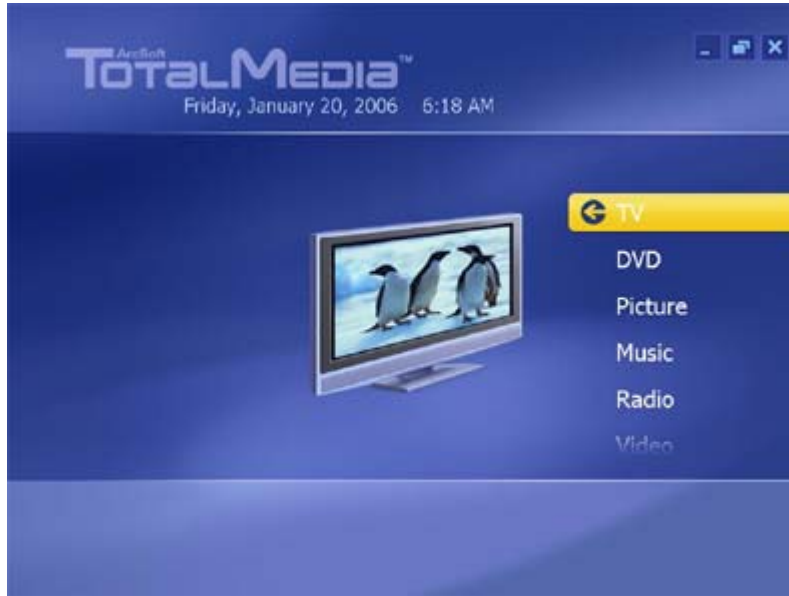 ArcSoft
TOTALMEDIA™
Friday, January 20, 2006 6:18 AM
TV
DVD
Picture
Music
Radio
Video